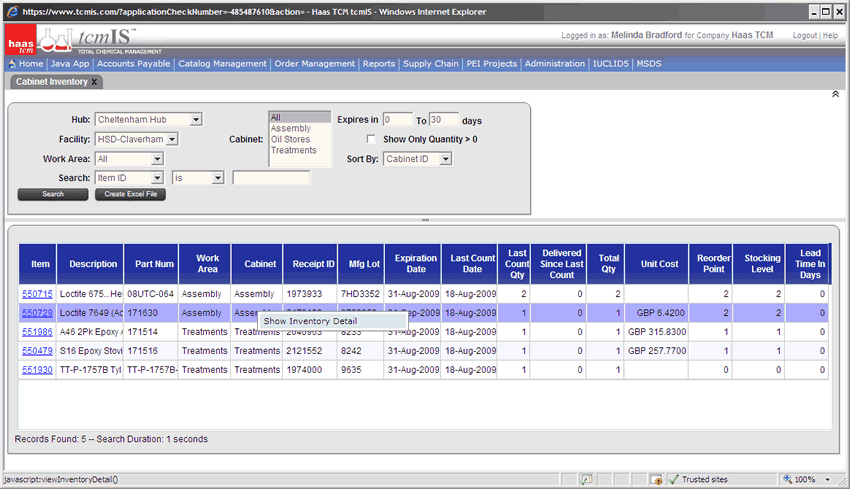 https://www.tcmis.com/?applicationCheckNumber=-485487610&action= - Haas TCM tcmIS - Windows Internet Explorer
haas tcm
tcmIS™
TOTAL CHEMICAL MANAGEMENT
Logged in as: Melinda Bradford for Company Haas TCM
Logout | Help
Home | Java App | Accounts Payable | Catalog Management | Order Management | Reports | Supply Chain | PEI Projects | Administration | IUCLID5 | MSDS
Cabinet Inventory X
Hub: Cheltenham Hub
Facility: HSD-Claverham
Work Area: All
Search: Item ID is
Cabinet: All
Assembly
Oil Stores
Treatments
Expires in 0 To 30 days
Show Only Quantity > 0
Sort By: Cabinet ID
Search Create Excel File
Item Description Part Num Work Area Cabinet Receipt ID Mfg Lot Expiration Date Last Count Date Last Count Qty Delivered Since Last Count Total Qty Unit Cost Reorder Point Stocking Level Lead Time In Days
550715 Loctite 675...He 08UTC-064 Assembly Assembly 1973933 7HD3352 31-Aug-2009 18-Aug-2009 2 0 2 2 2 0
550729 Loctite 7649 (Ac 171630 Assembly 18-Aug-2009 1 0 1 GBP 6.4200 2 2 0
Show Inventory Detail
551986 A46 2Pk Epoxy A 171514 Treatments Treatments 8233 31-Aug-2009 18-Aug-2009 1 0 1 GBP 315.8300 1 1 0
550479 S16 Epoxy Stovi 171516 Treatments Treatments 2121552 8242 31-Aug-2009 18-Aug-2009 1 0 1 GBP 257.7700 1 1 0
551930 TT-P-1757B Tyl TT-P-1757B- Treatments Treatments 1974000 9635 31-Aug-2009 18-Aug-2009 1 0 1 0 0 0
Records Found: 5 -- Search Duration: 1 seconds
javascript:viewInventoryDetail()
Trusted sites
100%